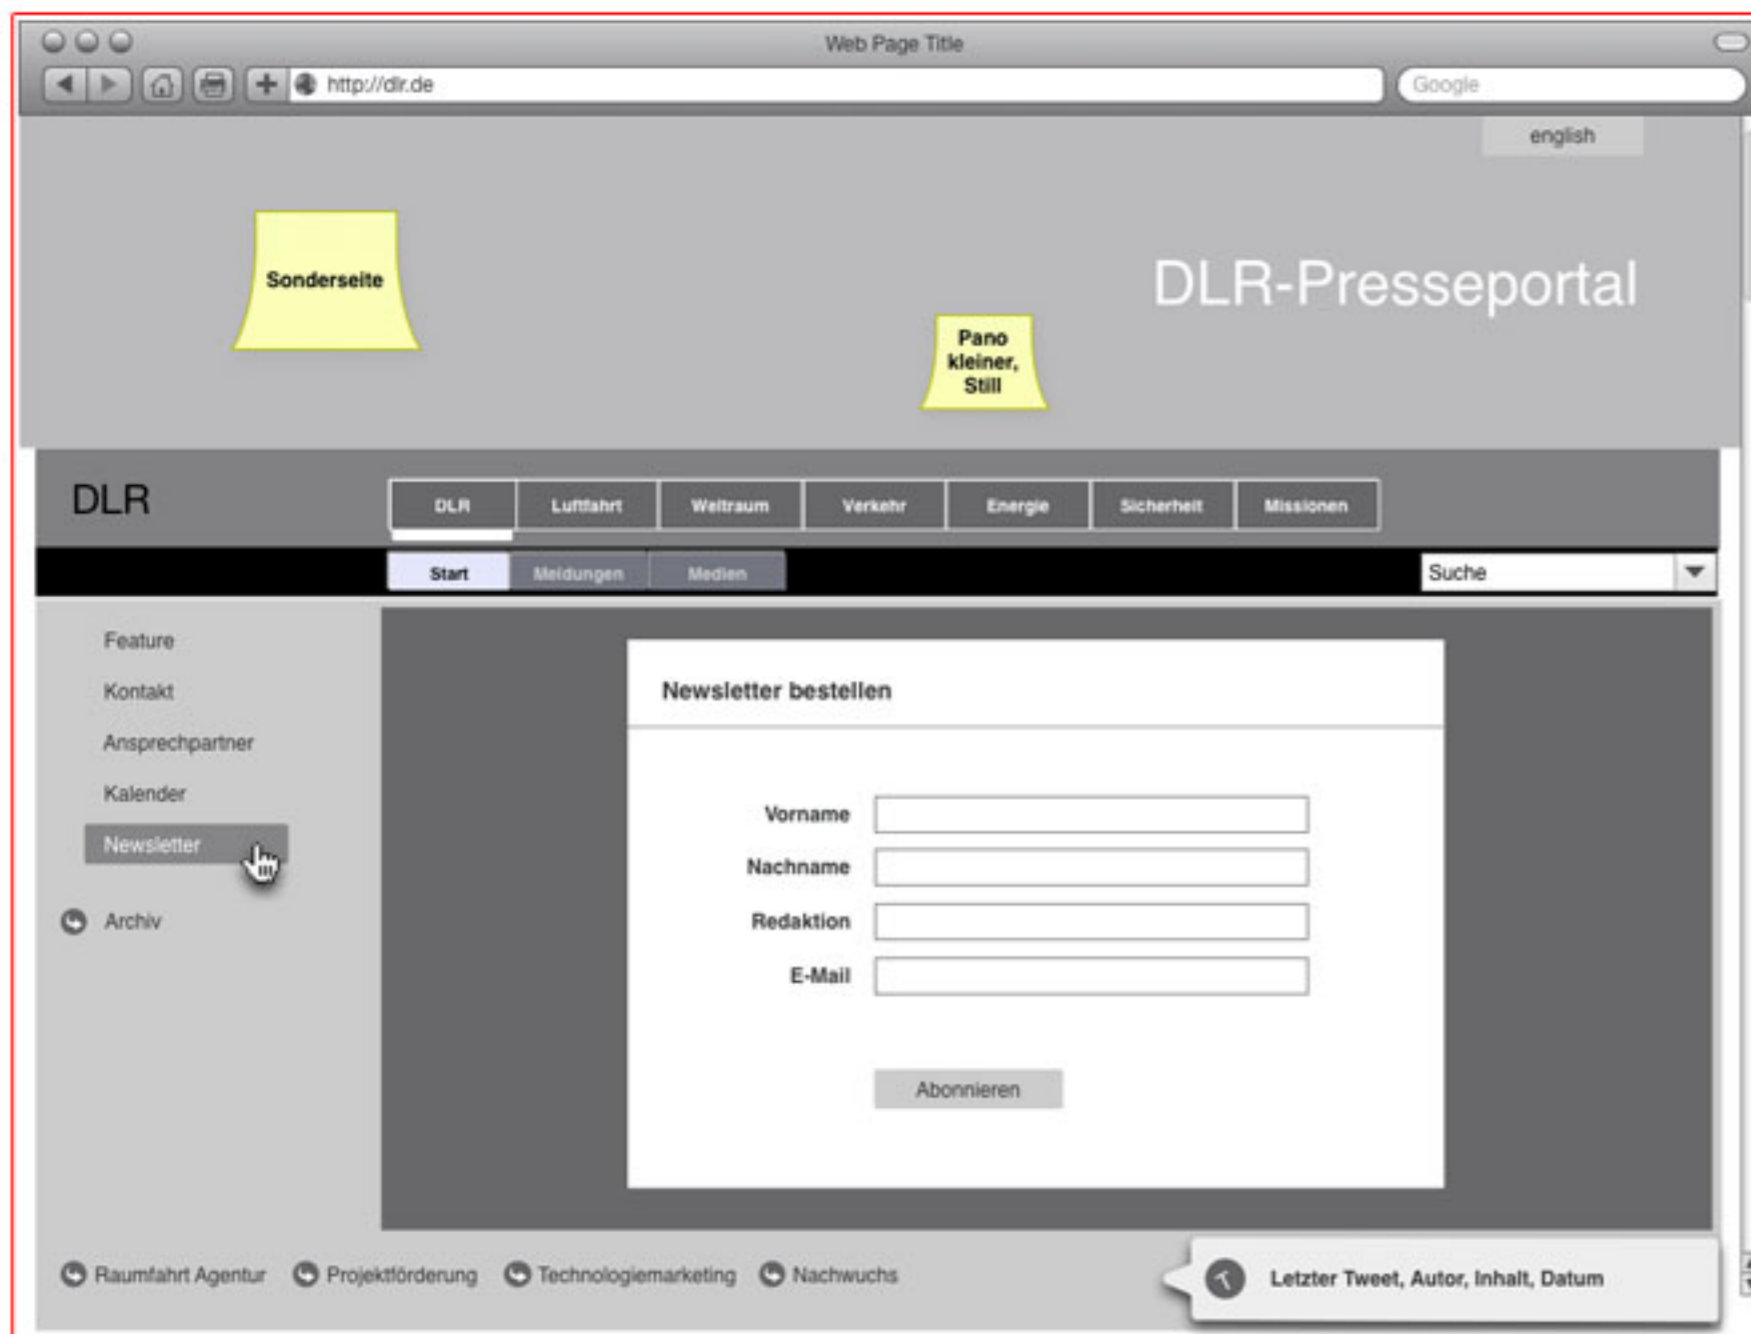 Web Page Title
http://dlr.de
Google
english
Sonderseite
DLR-Presseportal
Pano
kleiner,
Still
DLR
DLR Luftfahrt Weltraum Verkehr Energie Sicherheit Missionen
Start Meldungen Medien
Suche
Feature
Kontakt
Ansprechpartner
Kalender
Newsletter
Archiv
Newsletter bestellen
Vorname
Nachname
Redaktion
E-Mail
Abonnieren
Raumfahrt Agentur Projektförderung Technologiemarketing Nachwuchs
Letzter Tweet, Autor, Inhalt, Datum